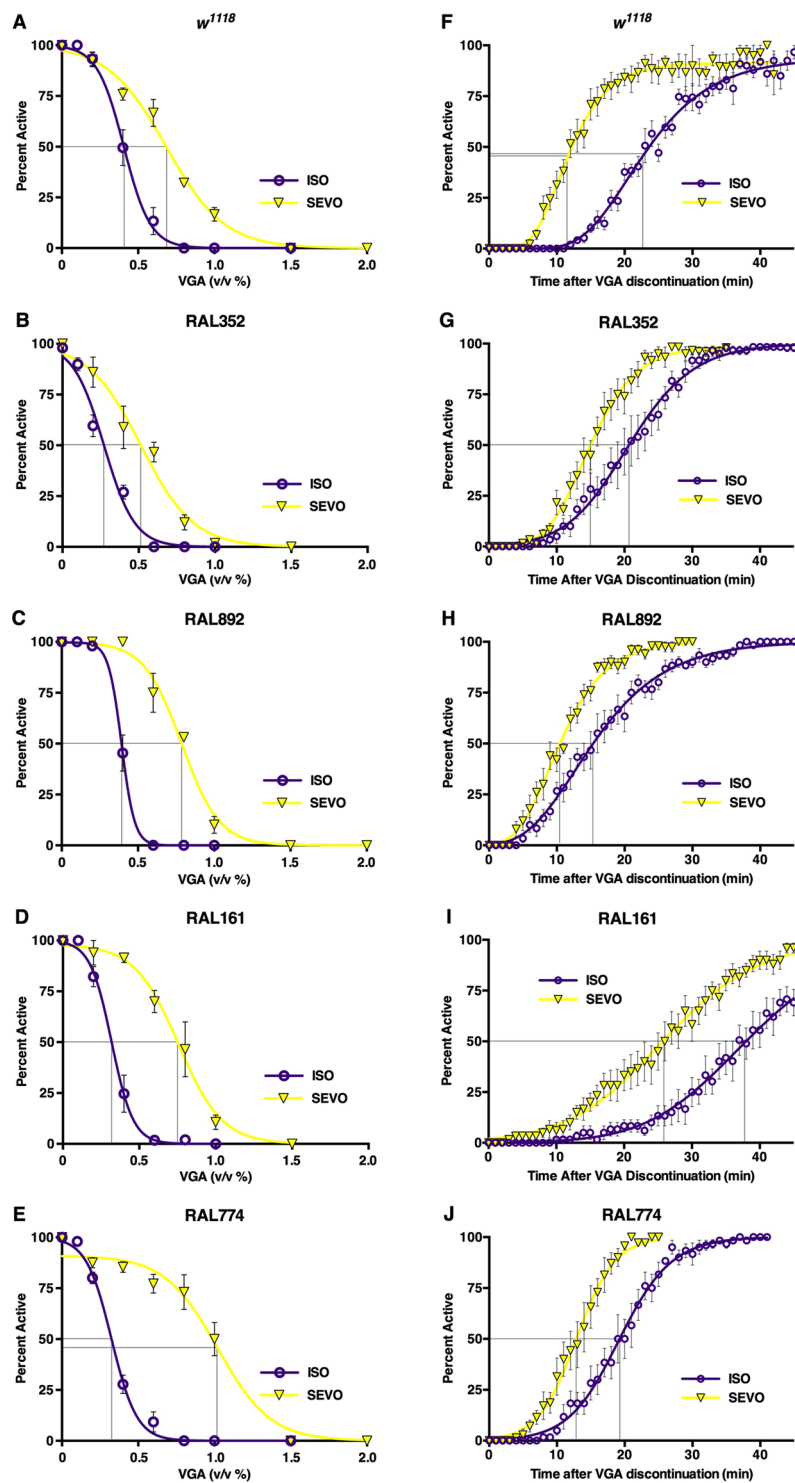 A
w1118
100
75
50
25
0
Percent Active
ISO
SEVO
0 0.5 1.0 1.5 2.0
VGA (v/v %)
F
w1118
100
75
50
25
0
Percent Active
ISO
SEVO
0 10 20 30 40
Time after VGA discontinuation (min)
B
RAL352
100
75
50
25
0
Percent Active
ISO
SEVO
0 0.5 1.0 1.5 2.0
VGA (v/v %)
G
RAL352
100
75
50
25
0
Percent Active
ISO
SEVO
0 10 20 30 40
Time After VGA Discontinuation (min)
C
RAL892
100
75
50
25
0
Percent Active
ISO
SEVO
0 0.5 1.0 1.5 2.0
VGA (v/v %)
H
RAL892
100
75
50
25
0
Percent Active
ISO
SEVO
0 10 20 30 40
Time after VGA discontinuation (min)
D
RAL161
100
75
50
25
0
Percent Active
ISO
SEVO
0 0.5 1.0 1.5 2.0
VGA (v/v %)
I
RAL161
100
75
50
25
0
Percent Active
ISO
SEVO
0 10 20 30 40
Time After VGA Discontinuation (min)
E
RAL774
100
75
50
25
0
Percent Active
ISO
SEVO
0 0.5 1.0 1.5 2.0
VGA (v/v %)
J
RAL774
100
75
50
25
0
Percent Active
ISO
SEVO
0 10 20 30 40
Time after VGA discontinuation (min)